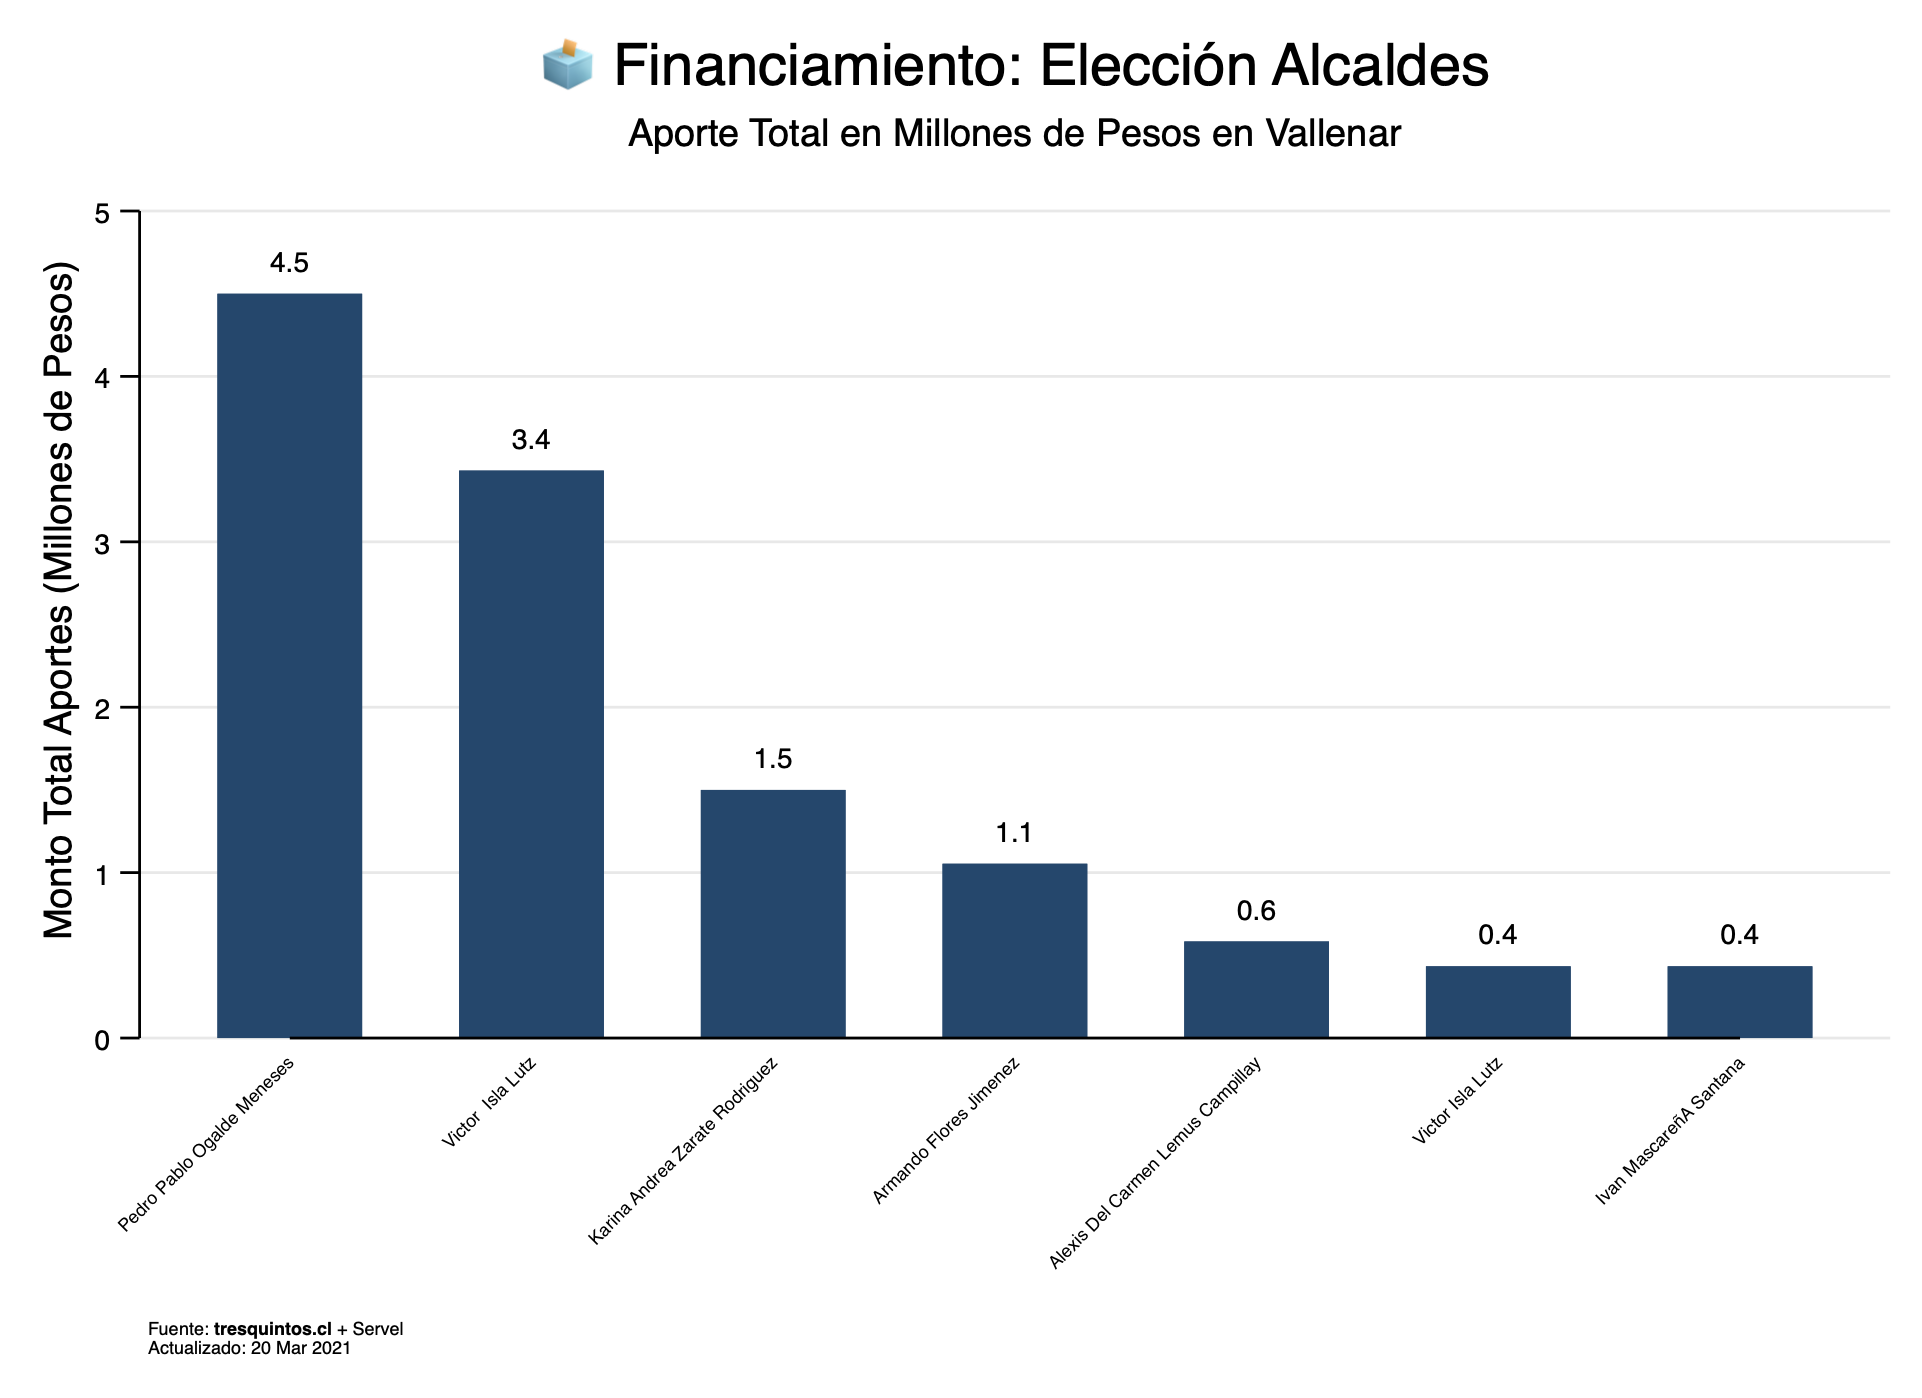 Financiamiento: Elección Alcaldes
Aporte Total en Millones de Pesos en Vallenar
Monto Total Aportes (Millones de Pesos)
5
4
3
2
1
0
4.5
3.4
1.5
1.1
0.6
0.4
0.4
Pedro Pablo Ogalde Meneses
Victor  Isla Lutz
Karina Andrea Zarate Rodriguez
Armando Flores Jimenez
Alexis Del Carmen Lemus Campillay
Victor Isla Lutz
Ivan MascareñA Santana
Fuente: tresquintos.cl + Servel
Actualizado: 20 Mar 2021